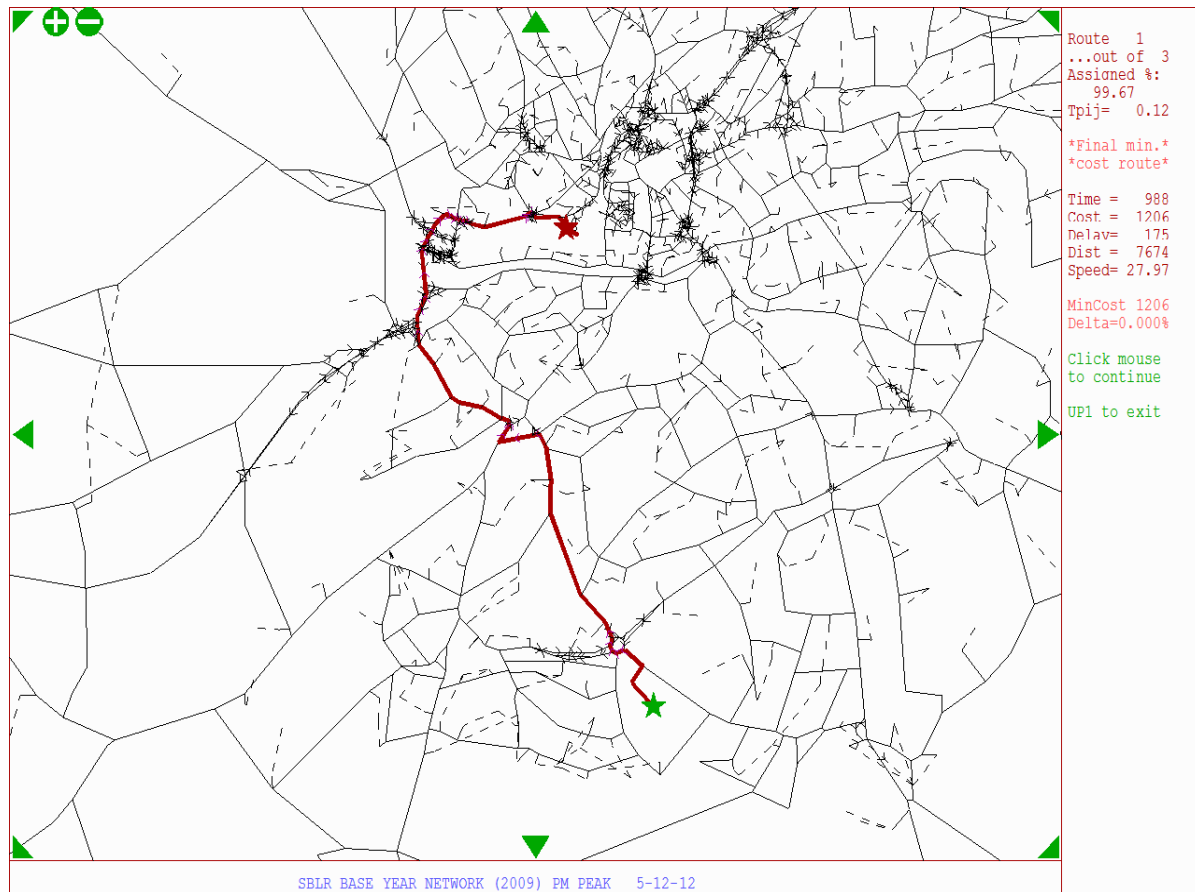 Route 1
...out of 3
Assigned %:
99.67
Tpij= 0.12
*Final min.*
*cost route*
Time = 988
Cost = 1206
Delay= 175
Dist = 7674
Speed= 27.97
MinCost 1206
Delta=0.000%
Click mouse
to continue
UP1 to exit
SBLR BASE YEAR NETWORK (2009) PM PEAK 5-12-12